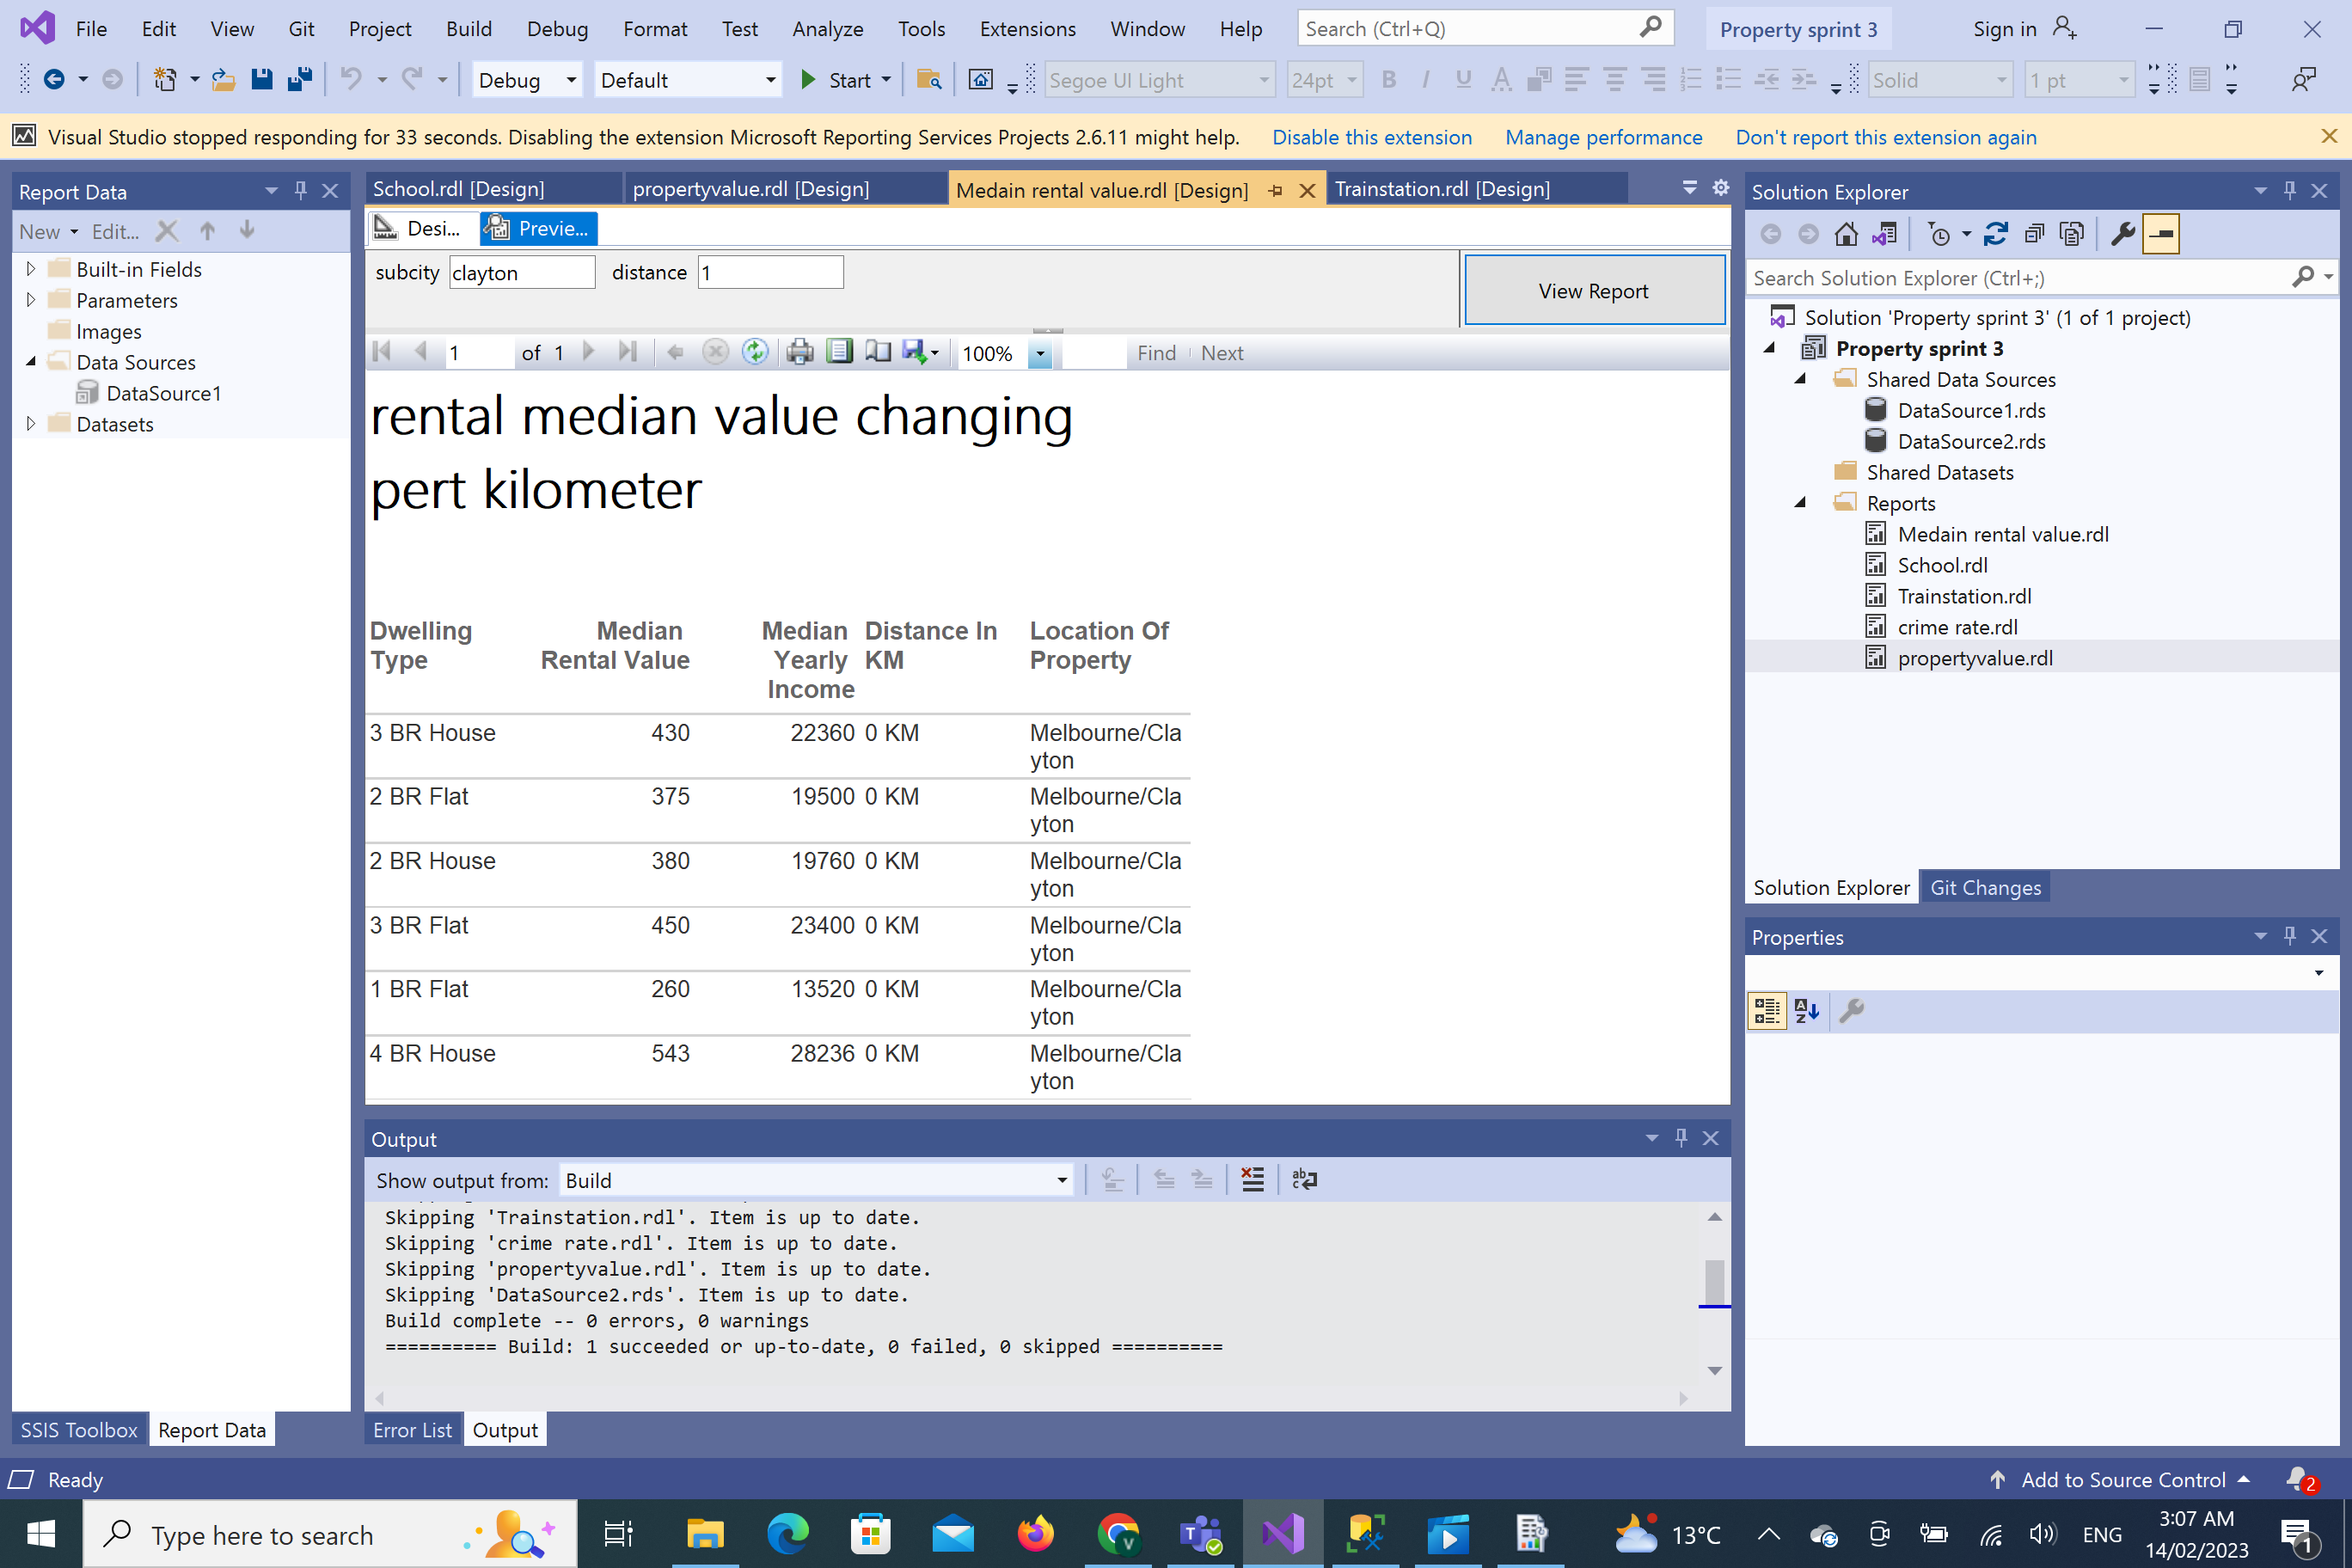 File Edit View Git Project Build Debug Format Test Analyze Tools Extensions Window Help Search (Ctrl+Q) Property sprint 3 Sign in
Debug Default Start Segoe UI Light 24pt B I U A Solid 1 pt
Visual Studio stopped responding for 33 seconds. Disabling the extension Microsoft Reporting Services Projects 2.6.11 might help. Disable this extension Manage performance Don't report this extension again
Report Data
New Edit...
Built-in Fields
Parameters
Images
Data Sources
DataSource1
Datasets
School.rdl [Design] propertyvalue.rdl [Design] Medain rental value.rdl [Design] Trainstation.rdl [Design]
Desi... Previe...
subcity clayton distance 1 View Report
1 of 1 100% Find Next
rental median value changing
pert kilometer
Dwelling Median Median Distance In Location Of
Type Rental Value Yearly KM Property
Income
3 BR House 430 22360 0 KM Melbourne/Cla
yton
2 BR Flat 375 19500 0 KM Melbourne/Cla
yton
2 BR House 380 19760 0 KM Melbourne/Cla
yton
3 BR Flat 450 23400 0 KM Melbourne/Cla
yton
1 BR Flat 260 13520 0 KM Melbourne/Cla
yton
4 BR House 543 28236 0 KM Melbourne/Cla
yton
Output
Show output from: Build
Skipping 'Trainstation.rdl'. Item is up to date.
Skipping 'crime rate.rdl'. Item is up to date.
Skipping 'propertyvalue.rdl'. Item is up to date.
Skipping 'DataSource2.rds'. Item is up to date.
Build complete -- 0 errors, 0 warnings
========== Build: 1 succeeded or up-to-date, 0 failed, 0 skipped ==========
SSIS Toolbox Report Data Error List Output
Solution Explorer
Search Solution Explorer (Ctrl+;)
Solution 'Property sprint 3' (1 of 1 project)
Property sprint 3
Shared Data Sources
DataSource1.rds
DataSource2.rds
Shared Datasets
Reports
Medain rental value.rdl
School.rdl
Trainstation.rdl
crime rate.rdl
propertyvalue.rdl
Solution Explorer Git Changes
Properties
Ready Add to Source Control 2
Type here to search 13°C ENG 3:07 AM
14/02/2023 1